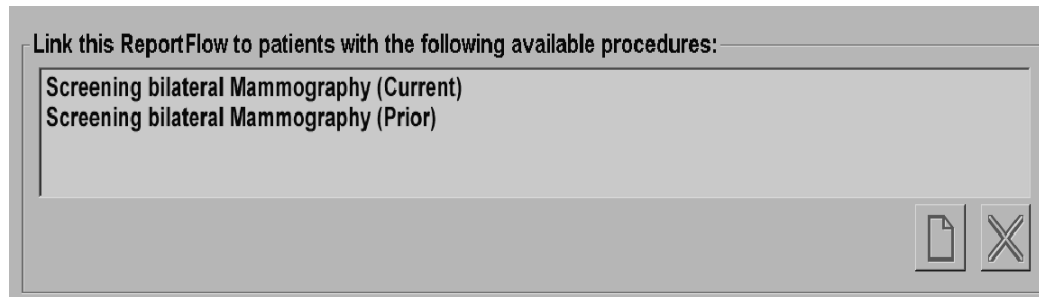 Link this ReportFlow to patients with the following available procedures:
Screening bilateral Mammography (Current)
Screening bilateral Mammography (Prior)